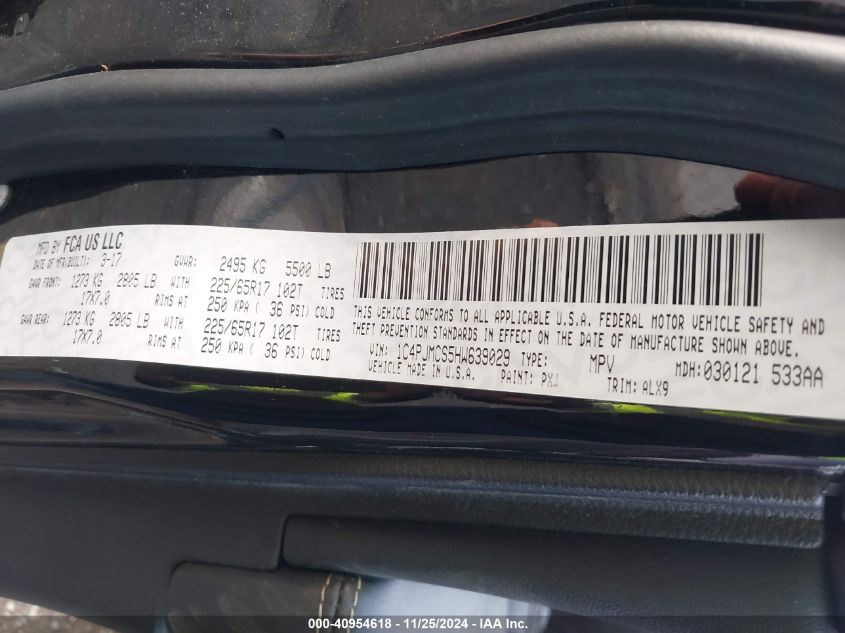 MFD BY FCA US LLC
DATE OF MFR(BUILT): 3-17 GVWR: 2495 KG 5500 LB
GAWR FRONT: 1273 KG 2805 LB WITH 225/65R17 102T TIRES
17X7.0 RIMS AT 250 KPA ( 36 PSI) COLD
GAWR REAR: 1273 KG 2805 LB WITH 225/65R17 102T TIRES
17X7.0 RIMS AT 250 KPA ( 36 PSI) COLD
THIS VEHICLE CONFORMS TO ALL APPLICABLE U.S.A. FEDERAL MOTOR VEHICLE SAFETY AND
THEFT PREVENTION STANDARDS IN EFFECT ON THE DATE OF MANUFACTURE SHOWN ABOVE.
VIN: 1C4PJMCS5HW639029 TYPE: MPV MDH: 030121 533AA
VEHICLE MADE IN U.S.A. PAINT: PXJ TRIM: ALX9
000-40954618 - 11/25/2024 - IAA Inc.